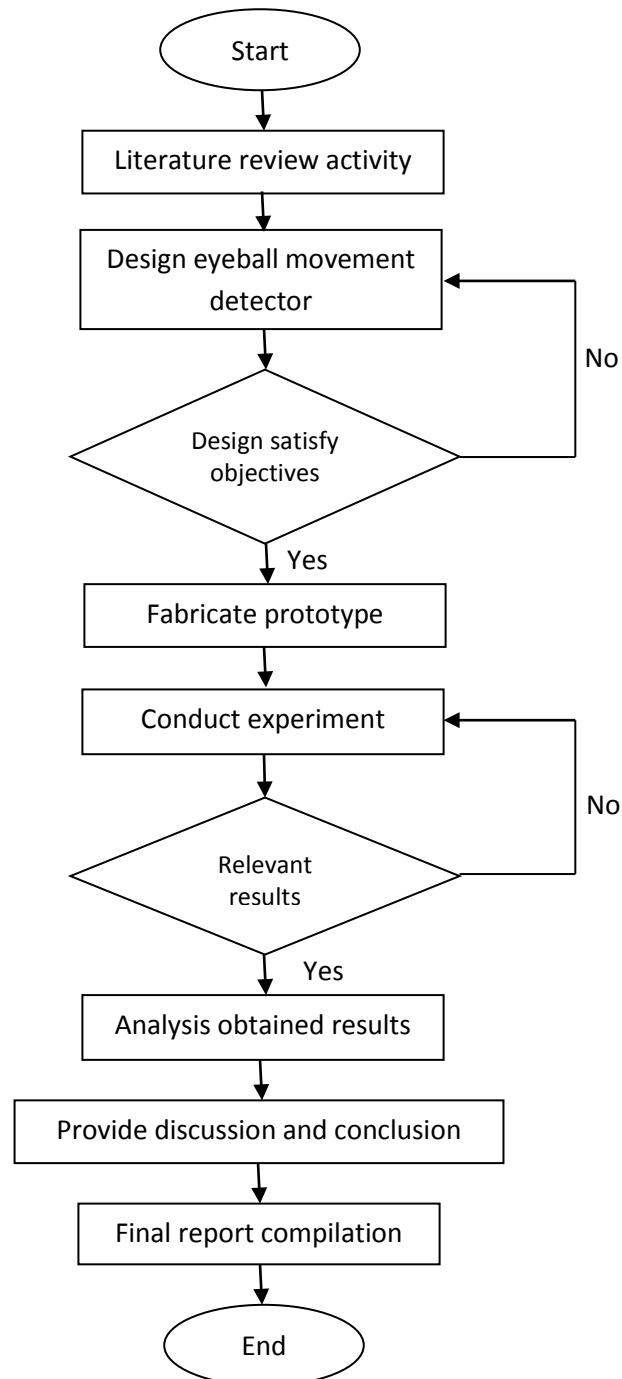 Start
Literature review activity
Design eyeball movement
detector
No
Design satisfy
objectives
Yes
Fabricate prototype
Conduct experiment
No
Relevant
results
Yes
Analysis obtained results
Provide discussion and conclusion
Final report compilation
End